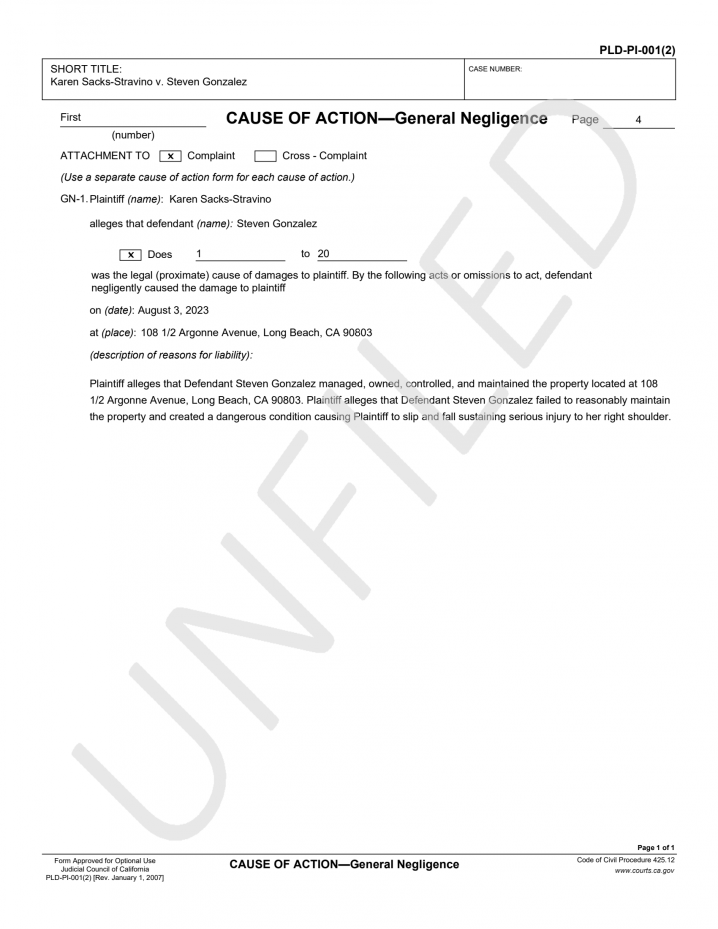 PLD-PI-001(2)
SHORT TITLE:
Karen Sacks-Stravino v. Steven Gonzalez
CASE NUMBER:
First
(number)
CAUSE OF ACTION—General Negligence Page 4
ATTACHMENT TO x Complaint Cross - Complaint
(Use a separate cause of action form for each cause of action.)
GN-1. Plaintiff (name): Karen Sacks-Stravino
alleges that defendant (name): Steven Gonzalez
x Does 1 to 20
was the legal (proximate) cause of damages to plaintiff. By the following acts or omissions to act, defendant
negligently caused the damage to plaintiff
on (date): August 3, 2023
at (place): 108 1/2 Argonne Avenue, Long Beach, CA 90803
(description of reasons for liability):
Plaintiff alleges that Defendant Steven Gonzalez managed, owned, controlled, and maintained the property located at 108
1/2 Argonne Avenue, Long Beach, CA 90803. Plaintiff alleges that Defendant Steven Gonzalez failed to reasonably maintain
the property and created a dangerous condition causing Plaintiff to slip and fall sustaining serious injury to her right shoulder.
UNFILED
Page 1 of 1
Form Approved for Optional Use
Judicial Council of California
PLD-PI-001(2) [Rev. January 1, 2007]
CAUSE OF ACTION—General Negligence
Code of Civil Procedure 425.12
www.courts.ca.gov